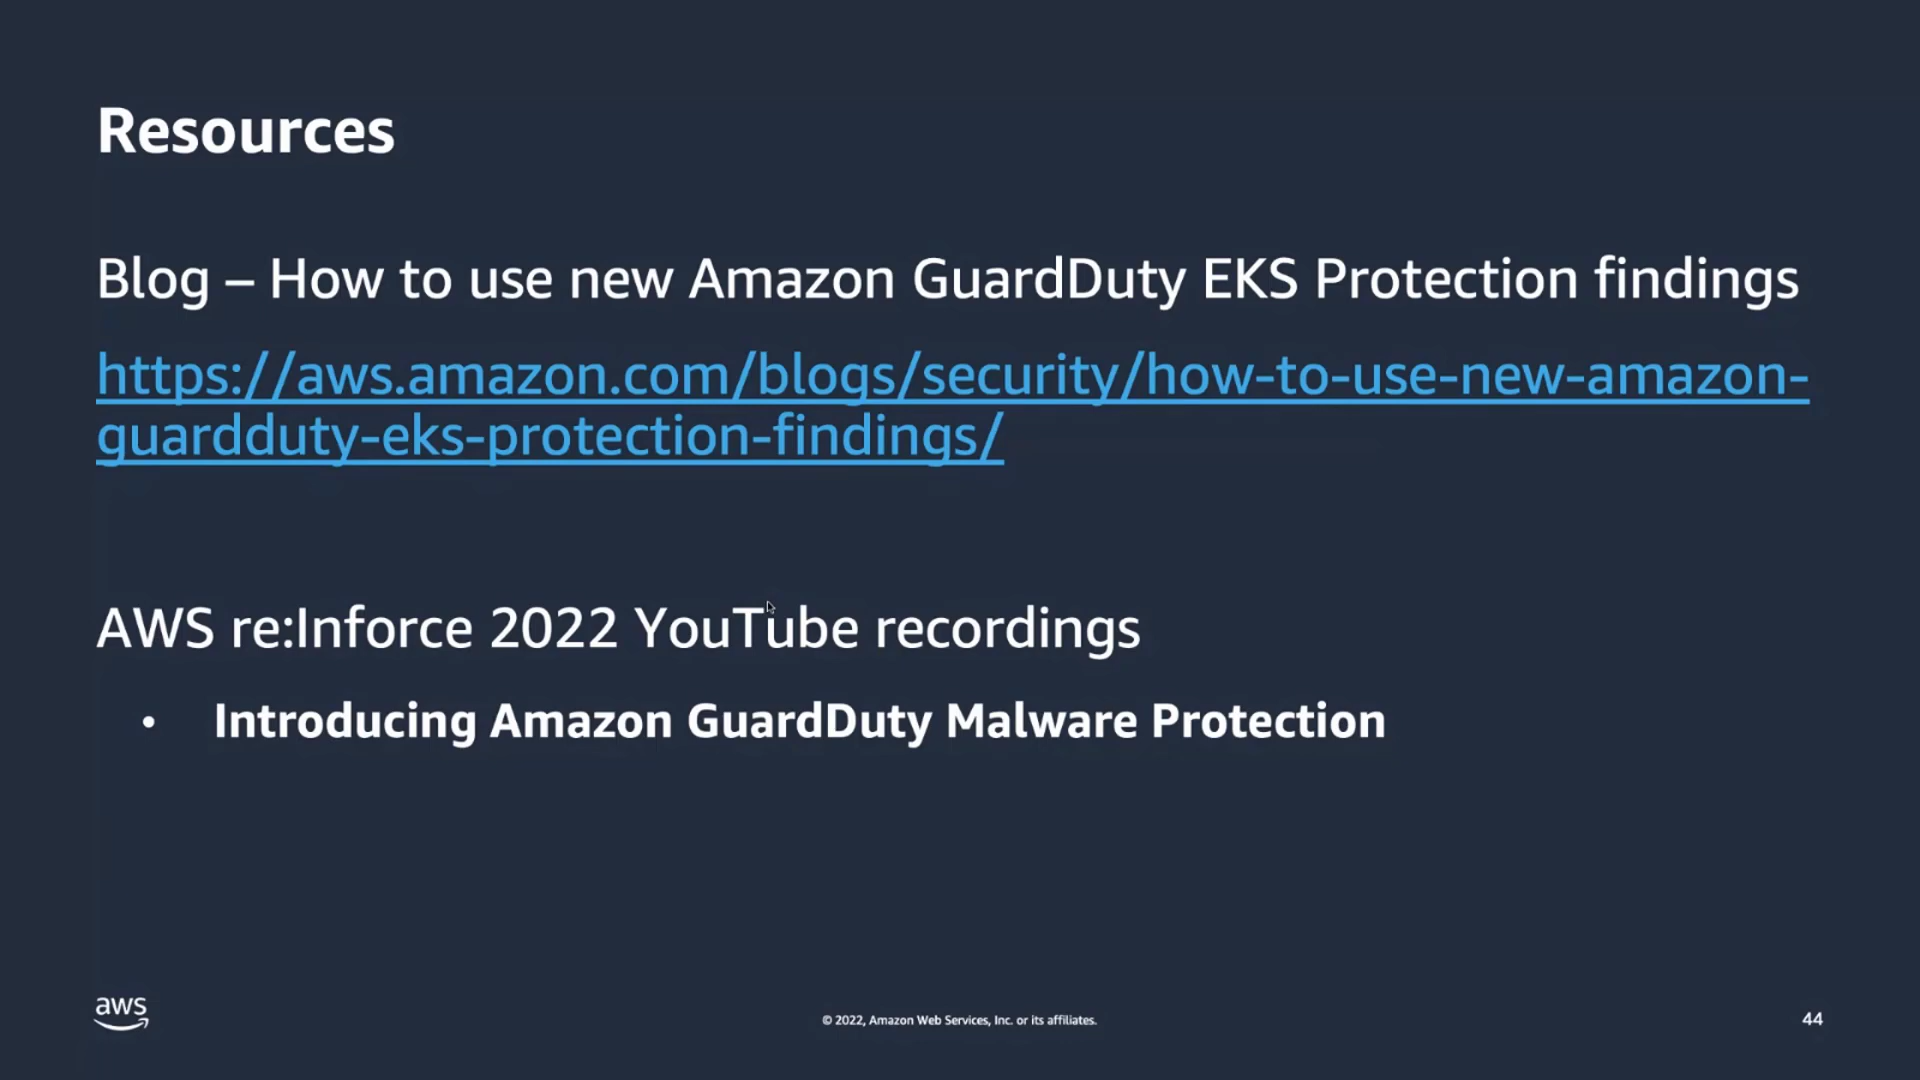 Resources
Blog – How to use new Amazon GuardDuty EKS Protection findings
https://aws.amazon.com/blogs/security/how-to-use-new-amazon-
guardduty-eks-protection-findings/
AWS re:Inforce 2022 YouTube recordings
• Introducing Amazon GuardDuty Malware Protection
aws
© 2022, Amazon Web Services, Inc. or its affiliates.
44